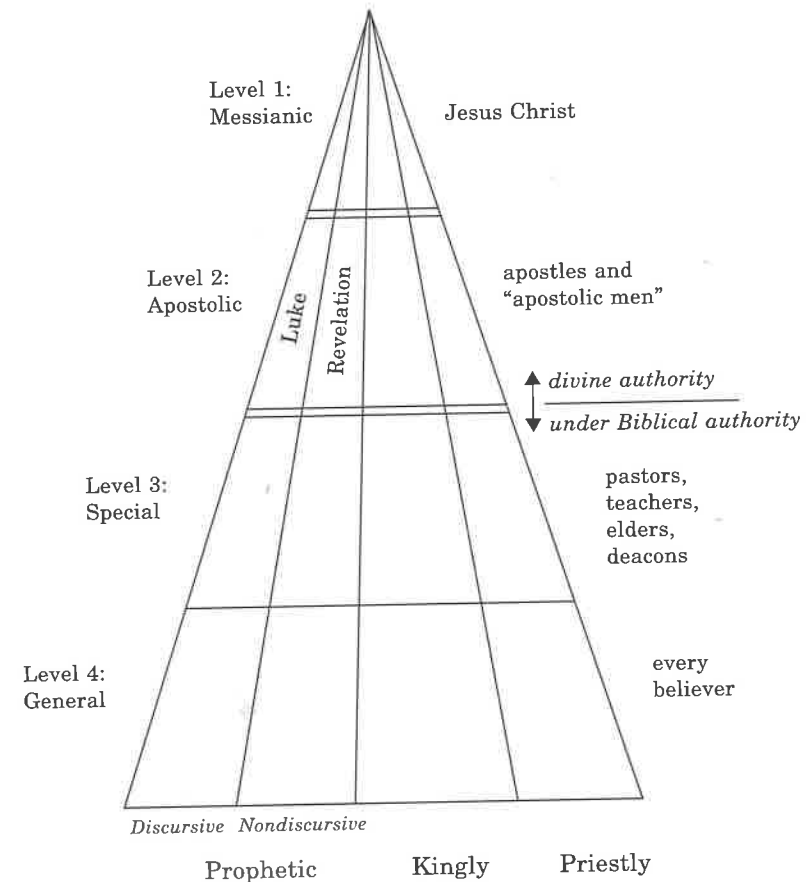 Level 1:
Messianic
Jesus Christ
Level 2:
Apostolic
Luke
Revelation
apostles and
“apostolic men”
divine authority
under Biblical authority
Level 3:
Special
pastors,
teachers,
elders,
deacons
Level 4:
General
every
believer
Discursive Nondiscursive
Prophetic Kingly Priestly